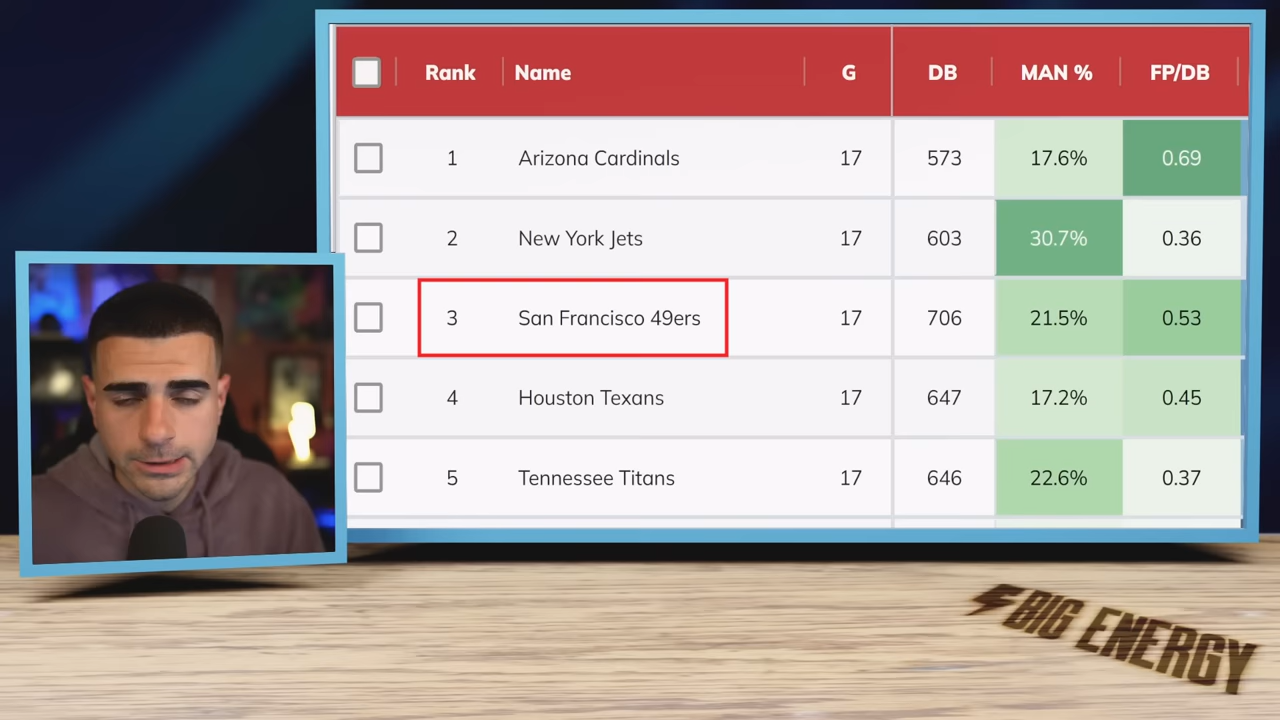 Rank Name G DB MAN % FP/DB
1 Arizona Cardinals 17 573 17.6% 0.69
2 New York Jets 17 603 30.7% 0.36
3 San Francisco 49ers 17 706 21.5% 0.53
4 Houston Texans 17 647 17.2% 0.45
5 Tennessee Titans 17 646 22.6% 0.37
BIG ENERGY